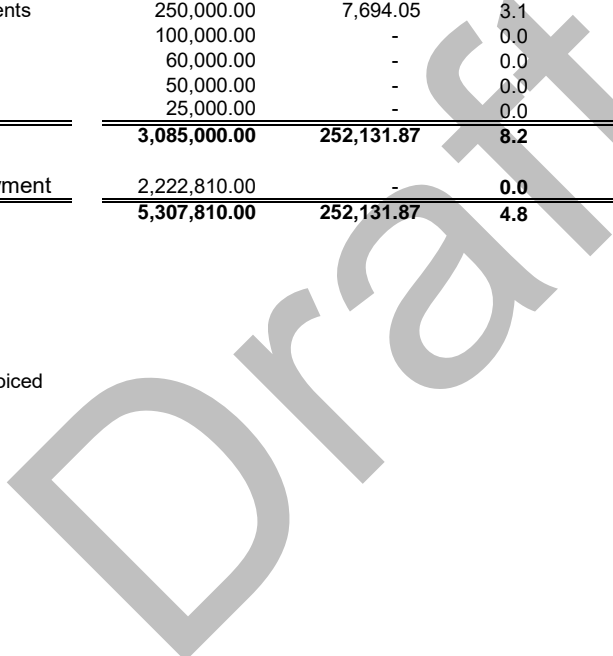 ents 250,000.00 7,694.05 3.1
100,000.00 - 0.0
60,000.00 - 0.0
50,000.00 - 0.0
25,000.00 - 0.0
3,085,000.00 252,131.87 8.2
yment 2,222,810.00 - 0.0
5,307,810.00 252,131.87 4.8
oiced
Draft